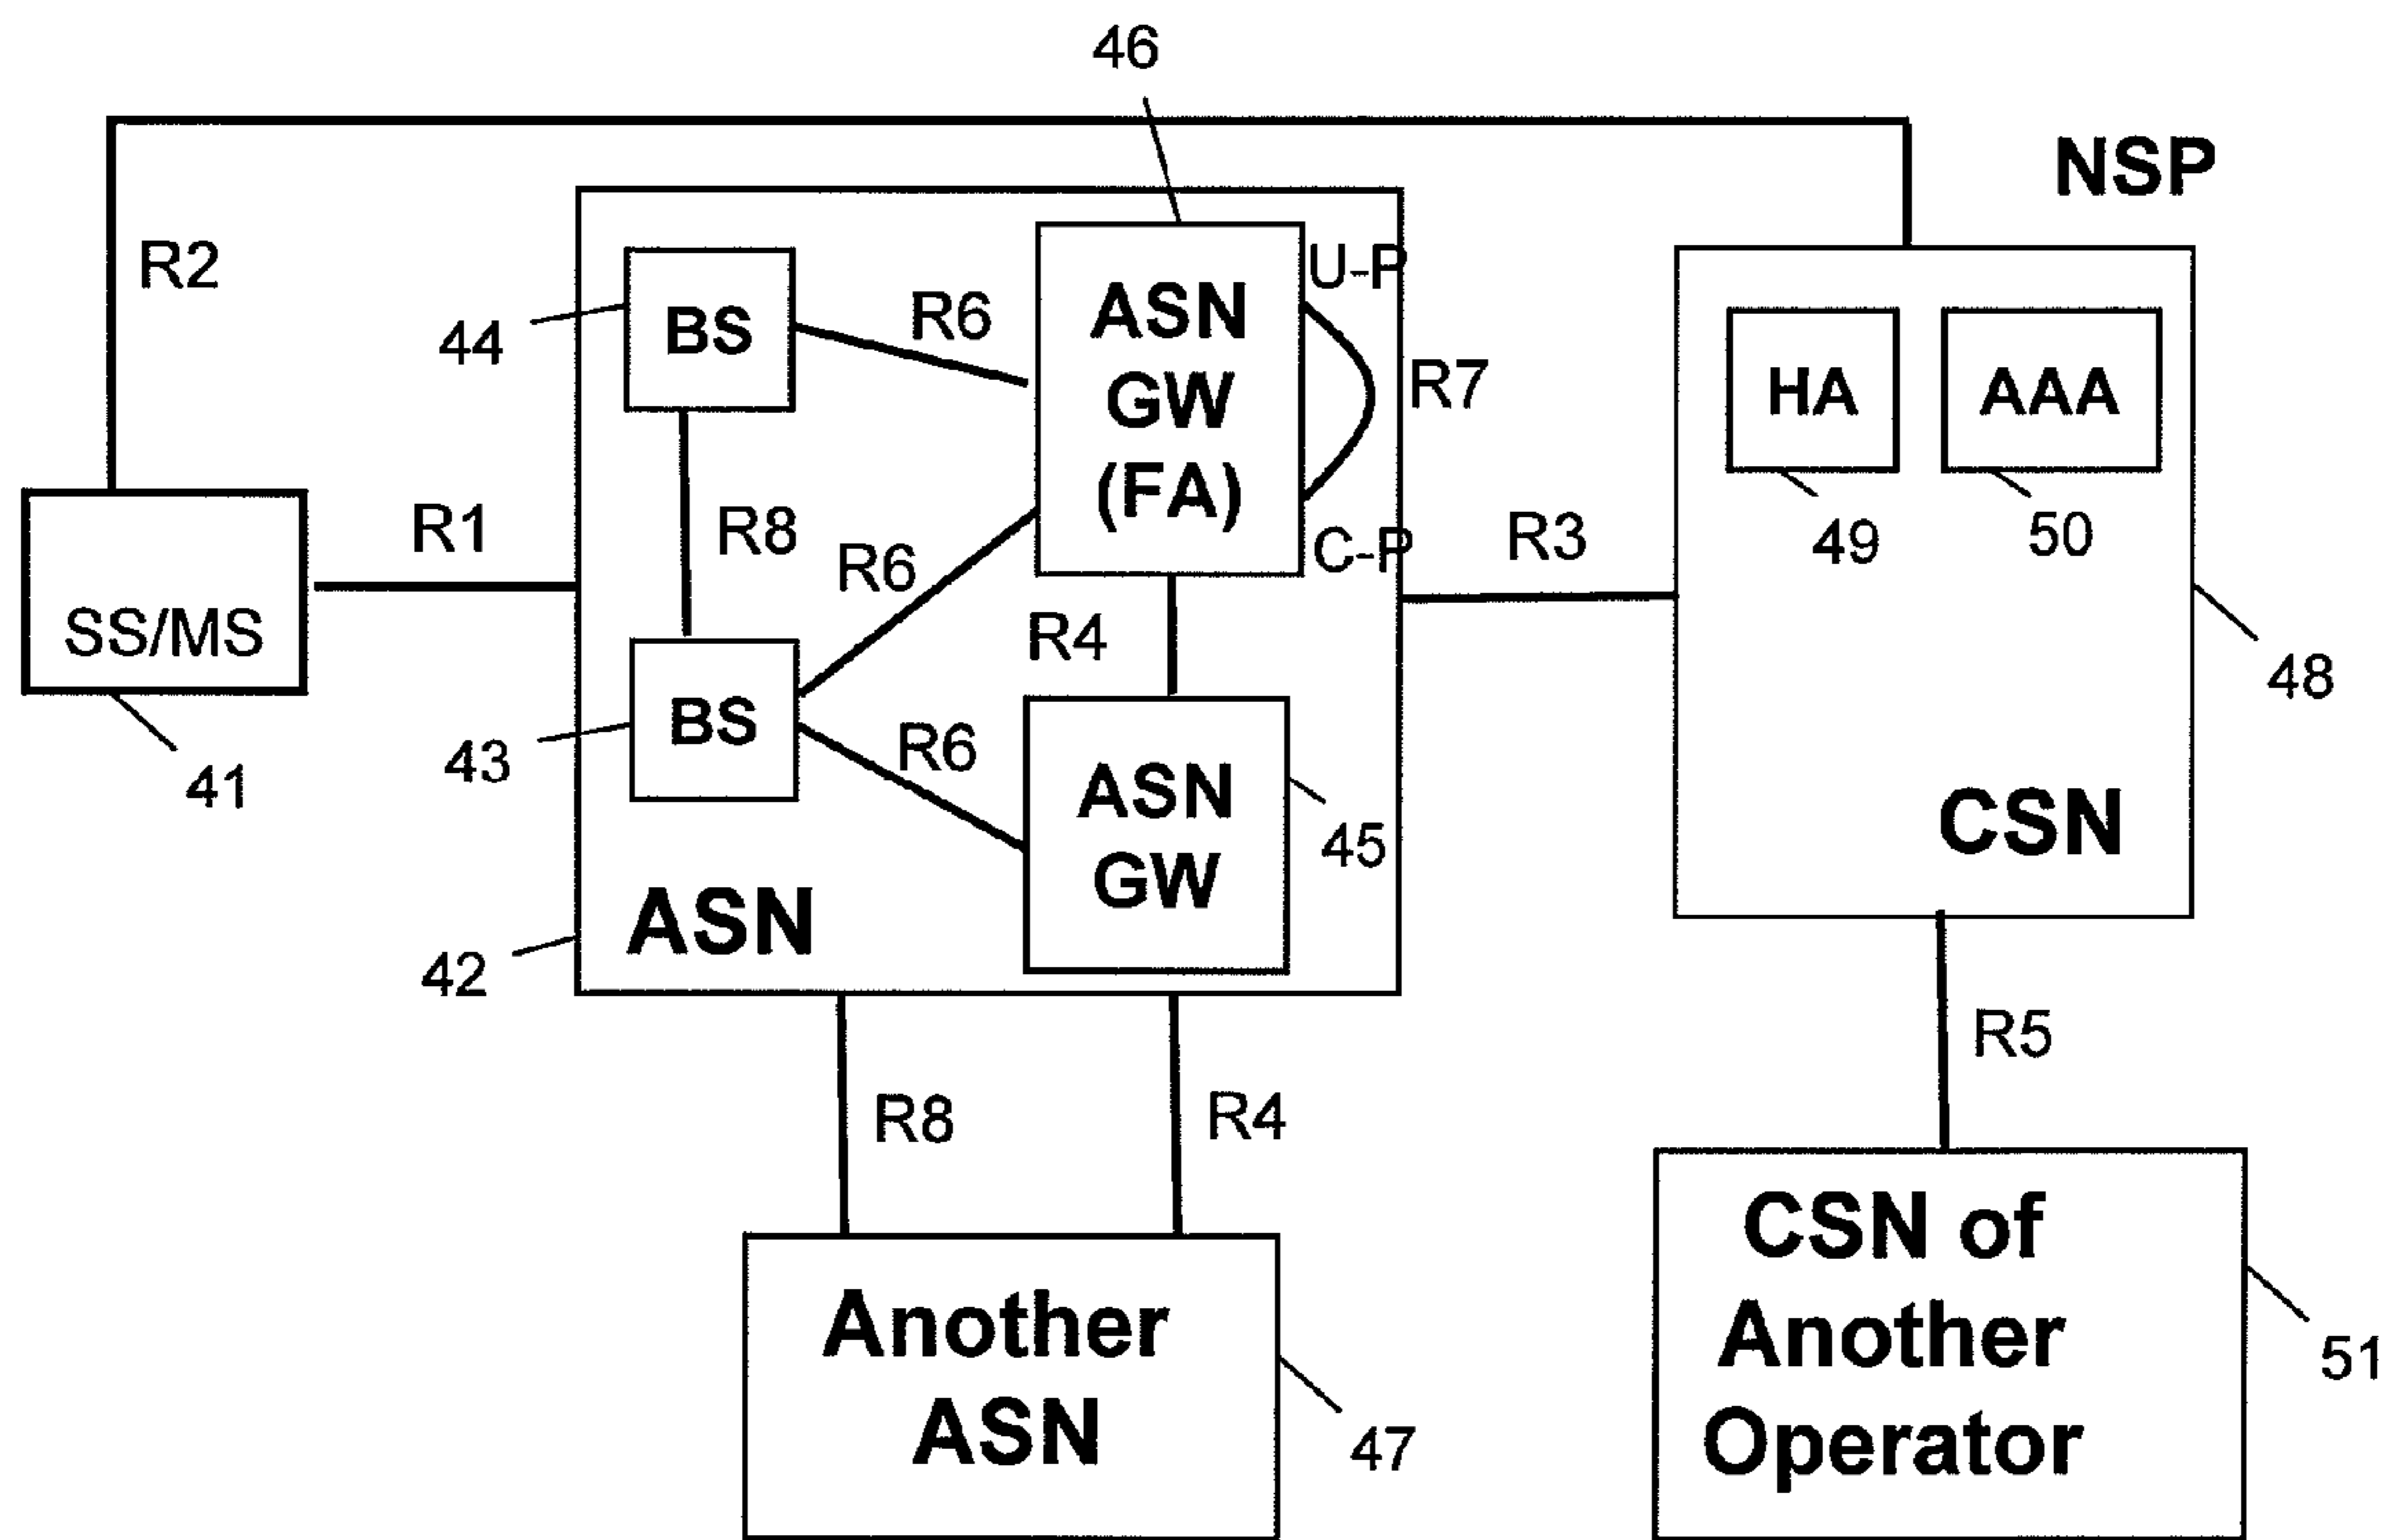 46
NSP
R2
U-P
44
BS
R6
ASN
GW
(FA)
R7
HA
AAA
49
50
R1
R8
R6
C-P
R3
SS/MS
R4
48
41
43
BS
R6
ASN
GW
45
CSN
ASN
42
R8
R4
R5
Another
ASN
47
CSN of
Another
Operator
51